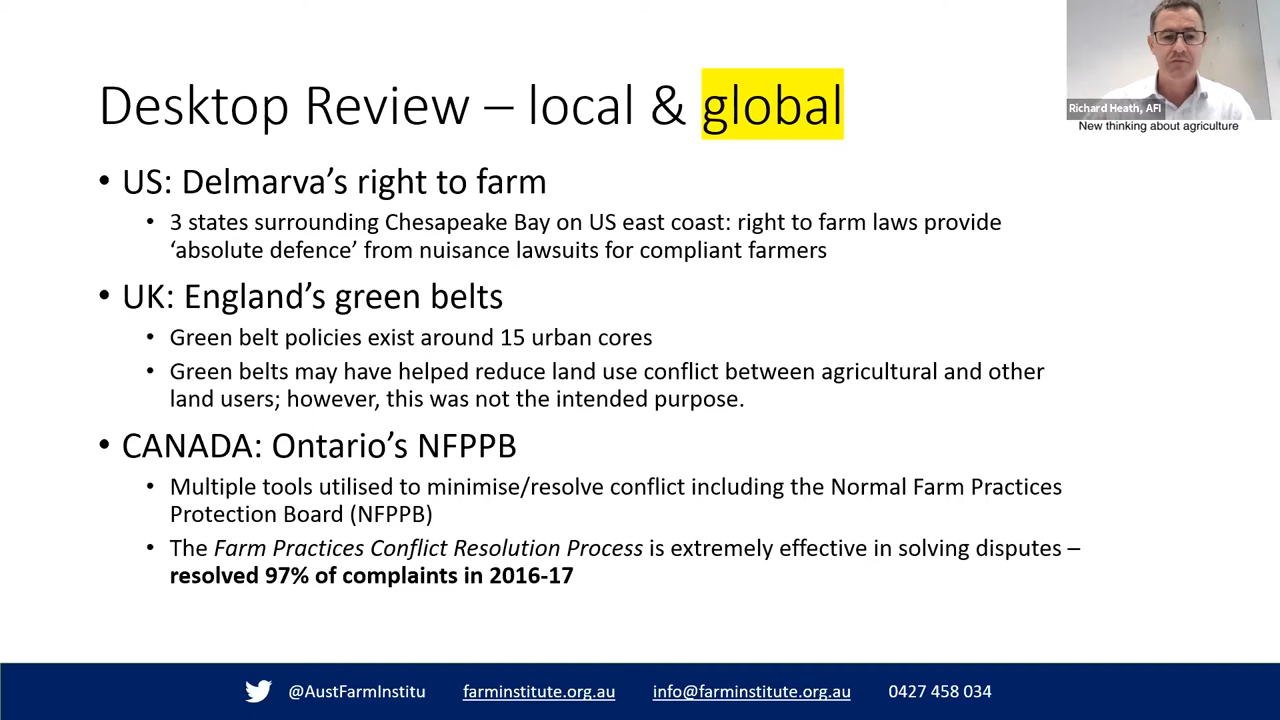 Desktop Review – local & global
Richard Heath, AFI
New thinking about agriculture
• US: Delmarva’s right to farm
• 3 states surrounding Chesapeake Bay on US east coast: right to farm laws provide
‘absolute defence’ from nuisance lawsuits for compliant farmers
• UK: England’s green belts
• Green belt policies exist around 15 urban cores
• Green belts may have helped reduce land use conflict between agricultural and other
land users; however, this was not the intended purpose.
• CANADA: Ontario’s NFPPB
• Multiple tools utilised to minimise/resolve conflict including the Normal Farm Practices
Protection Board (NFPPB)
• The Farm Practices Conflict Resolution Process is extremely effective in solving disputes –
resolved 97% of complaints in 2016-17
@AustFarmInstitu farminstitute.org.au info@farminstitute.org.au 0427 458 034